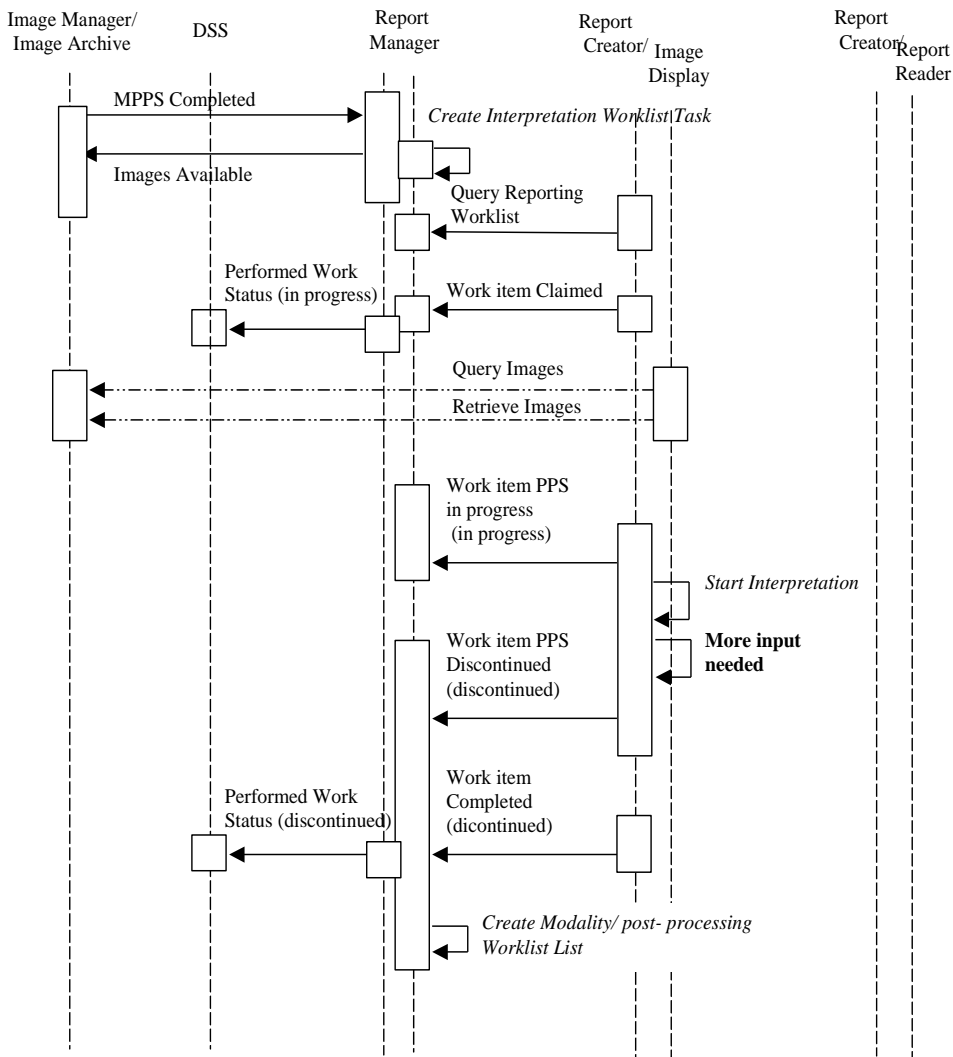 Image Manager/
Image Archive
DSS
Report
Manager
Report
Creator/
Image
Display
Report
Creator/
Report
Reader
MPPS Completed
Create Interpretation Worklist Task
Images Available
Query Reporting
Worklist
Performed Work
Status (in progress)
Work item Claimed
Query Images
Retrieve Images
Work item PPS
in progress
(in progress)
Start Interpretation
More input
needed
Work item PPS
Discontinued
(discontinued)
Performed Work
Status (discontinued)
Work item
Completed
(dicontinued)
Create Modality/ post- processing
Worklist List